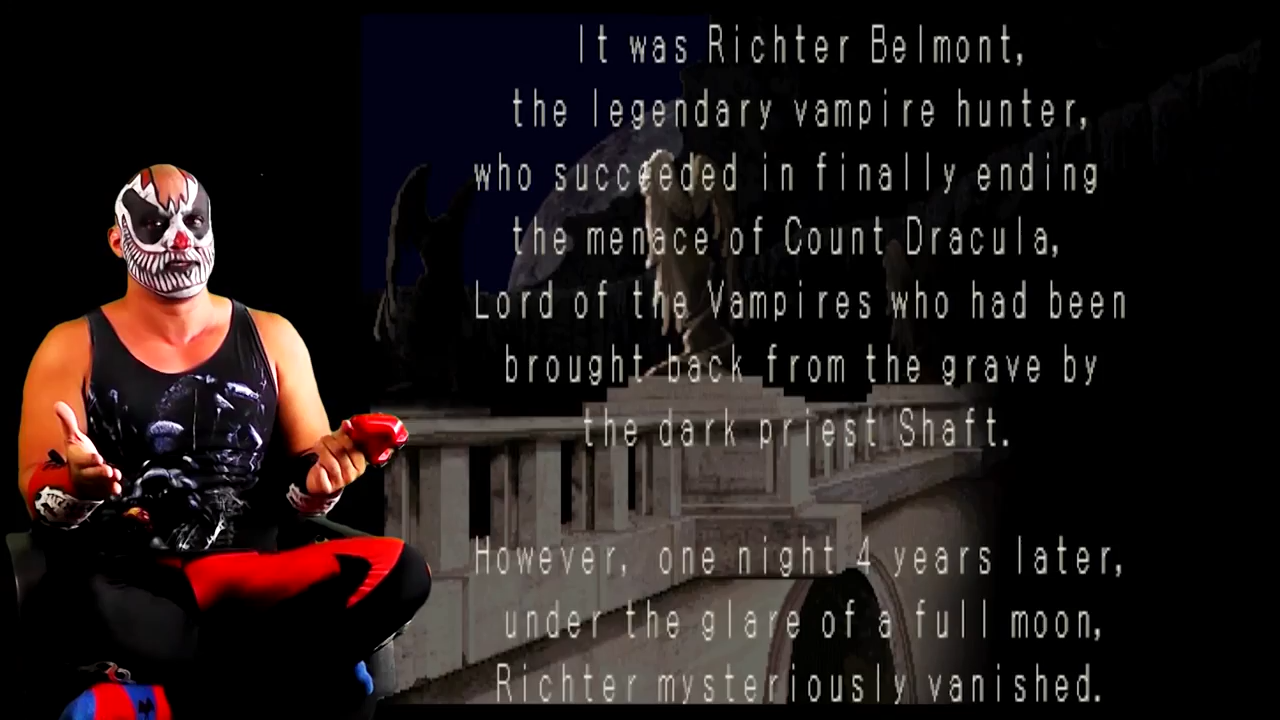 It was Richter Belmont,
the legendary vampire hunter,
who succeeded in finally ending
the menace of Count Dracula,
Lord of the Vampires who had been
brought back from the grave by
the dark priest Shaft.
However, one night 4 years later,
under the glare of a full moon,
Richter mysteriously vanished.